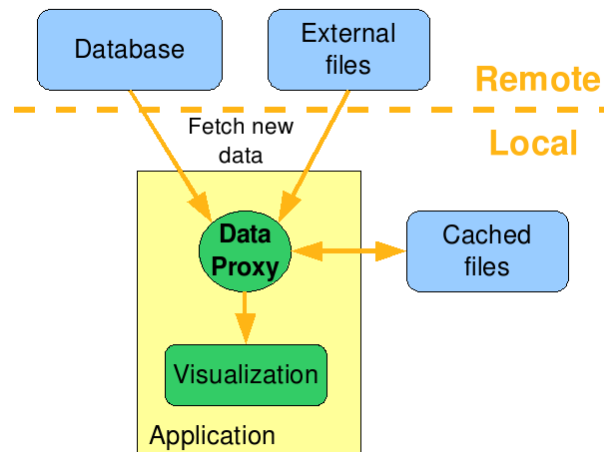 Database
External
files
Remote
Fetch new
data
Local
Data
Proxy
Cached
files
Visualization
Application